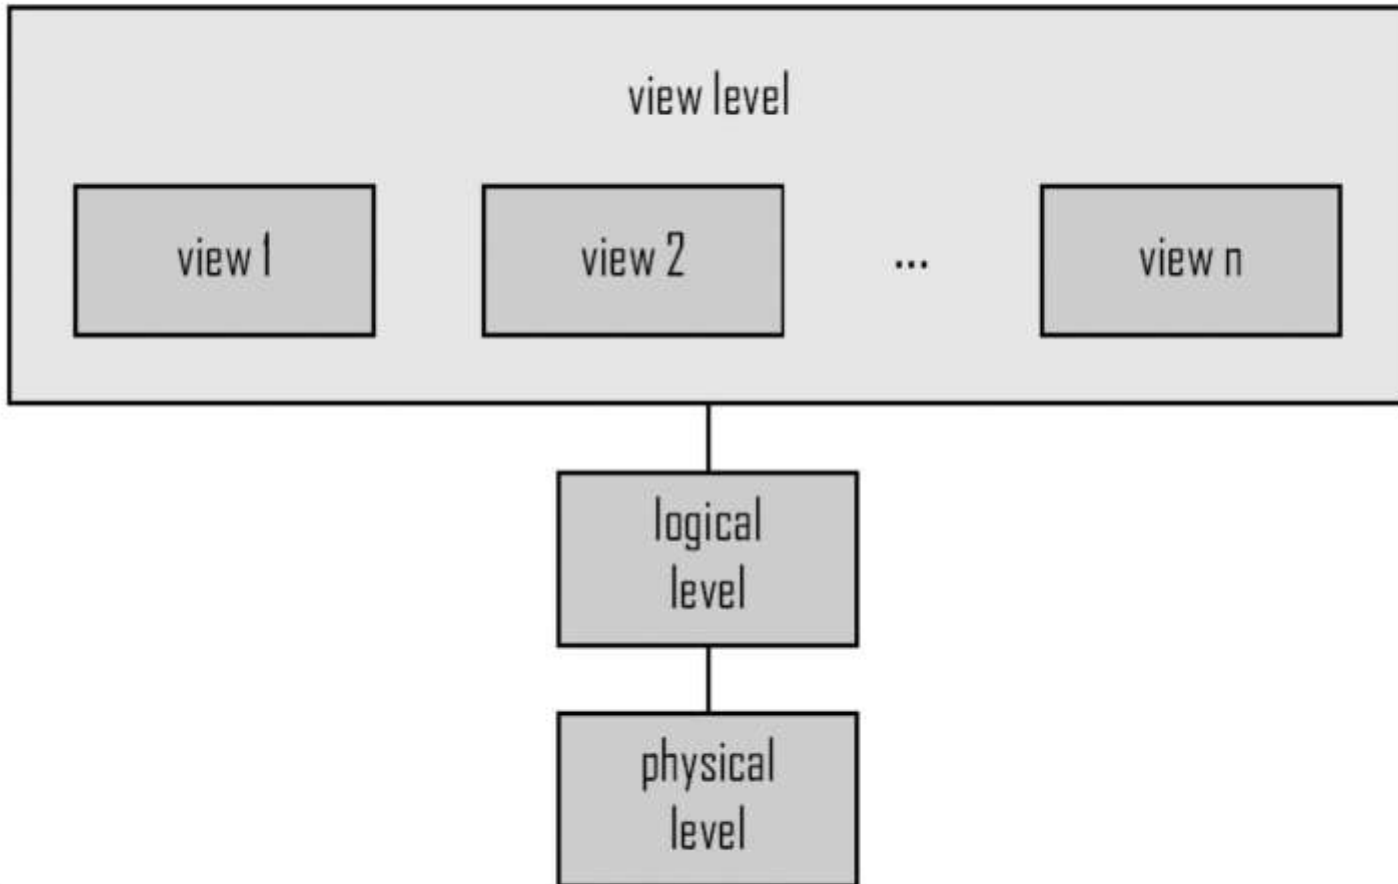 view level
view 1
view 2
...
view n
logical
level
physical
level